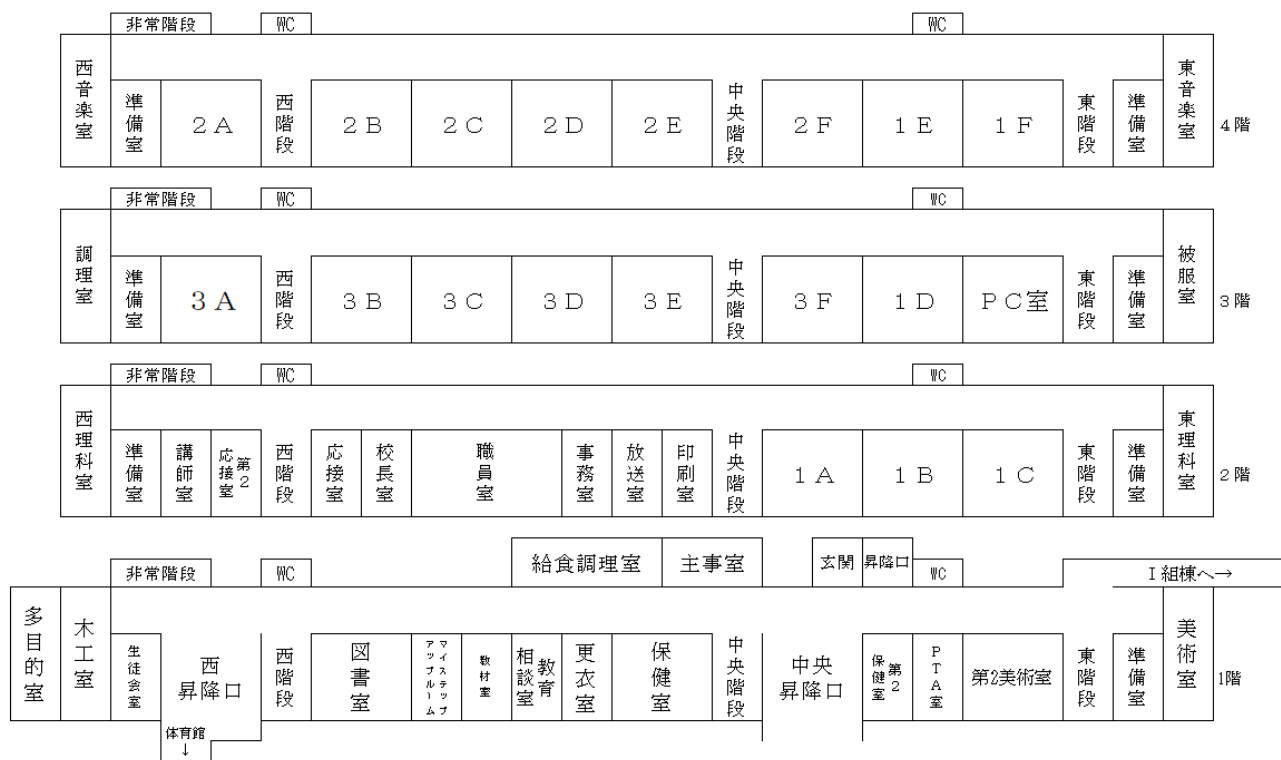 非常階段 WC WC
西音楽室 準備室 ２Ａ 西階段 ２Ｂ ２Ｃ ２Ｄ ２Ｅ 中央階段 ２Ｆ １Ｅ １Ｆ 東階段 準備室 東音楽室 4階
非常階段 WC WC
調理室 準備室 ３Ａ 西階段 ３Ｂ ３Ｃ ３Ｄ ３Ｅ 中央階段 ３Ｆ １Ｄ ＰＣ室 東階段 準備室 被服室 3階
非常階段 WC WC
西理科室 準備室 講師室 第2応接室 西階段 応接室 校長室 職員室 事務室 放送室 印刷室 中央階段 １Ａ １Ｂ １Ｃ 東階段 準備室 東理科室 2階
非常階段 WC 給食調理室 主事室 玄関 昇降口 WC Ｉ組棟へ→
多目的室 木工室 生徒会室 西昇降口 西階段 図書室 マイステップアップルーム 教材室 教育相談室 更衣室 保健室 中央階段 中央昇降口 第2保健室 ＰＴＡ室 第2美術室 東階段 準備室 美術室 1階
体育館
↓